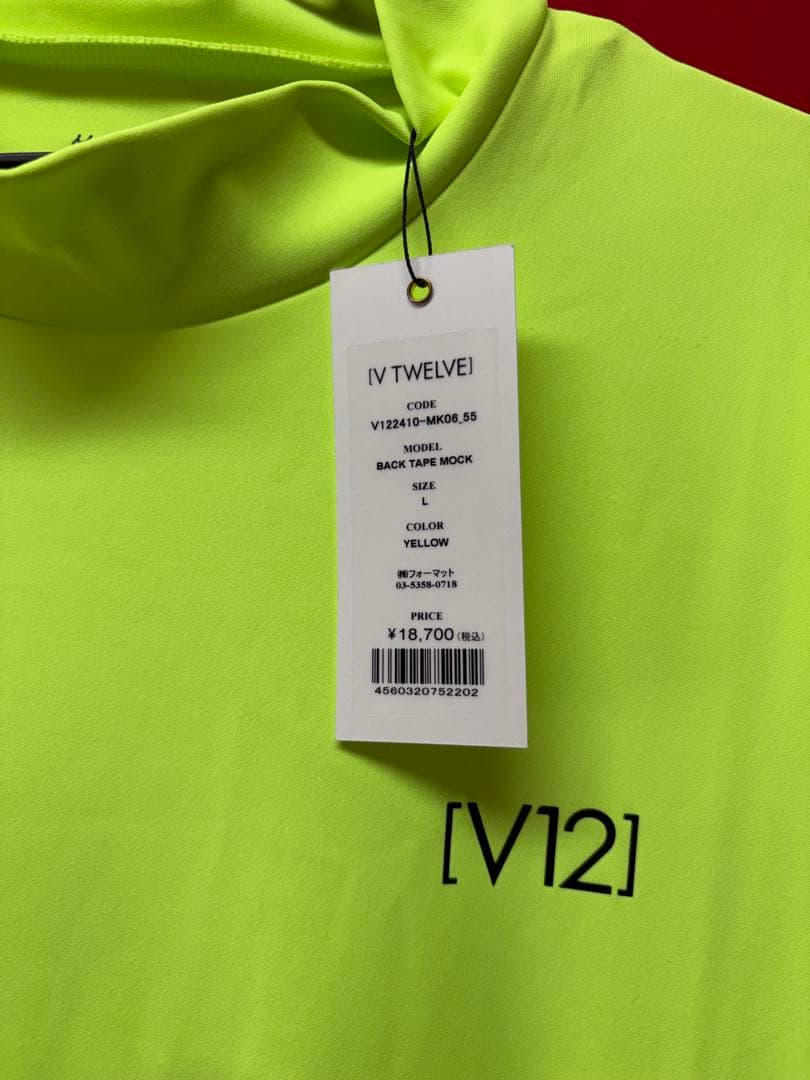 [V TWELVE]
CODE
V122410-MK06_55
MODEL
BACK TAPE MOCK
SIZE
L
COLOR
YELLOW
㈱フォーマット
03-5358-0718
PRICE
¥18,700(税込)
4560320752202
[V12]